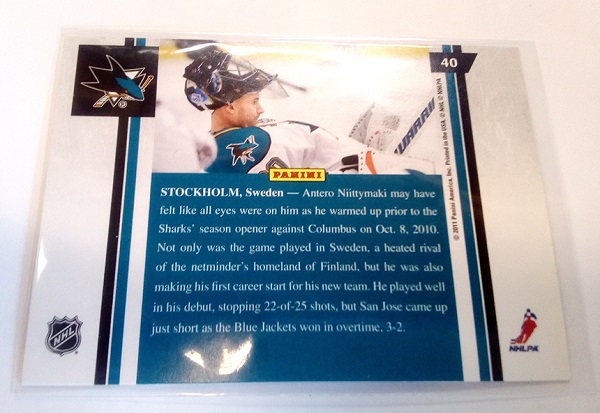 40
WARRI
PANINI
STOCKHOLM, Sweden — Antero Niittymaki may have
felt like all eyes were on him as he warmed up prior to the
Sharks' season opener against Columbus on Oct. 8, 2010.
Not only was the game played in Sweden, a heated rival
of the netminder's homeland of Finland, but he was also
making his first career start for his new team. He played well
in his debut, stopping 22-of-25 shots, but San Jose came up
just short as the Blue Jackets won in overtime, 3-2.
© 2011 Panini America, Inc. Printed in the USA. © NHL © NHLPA
NHL
NHLPA